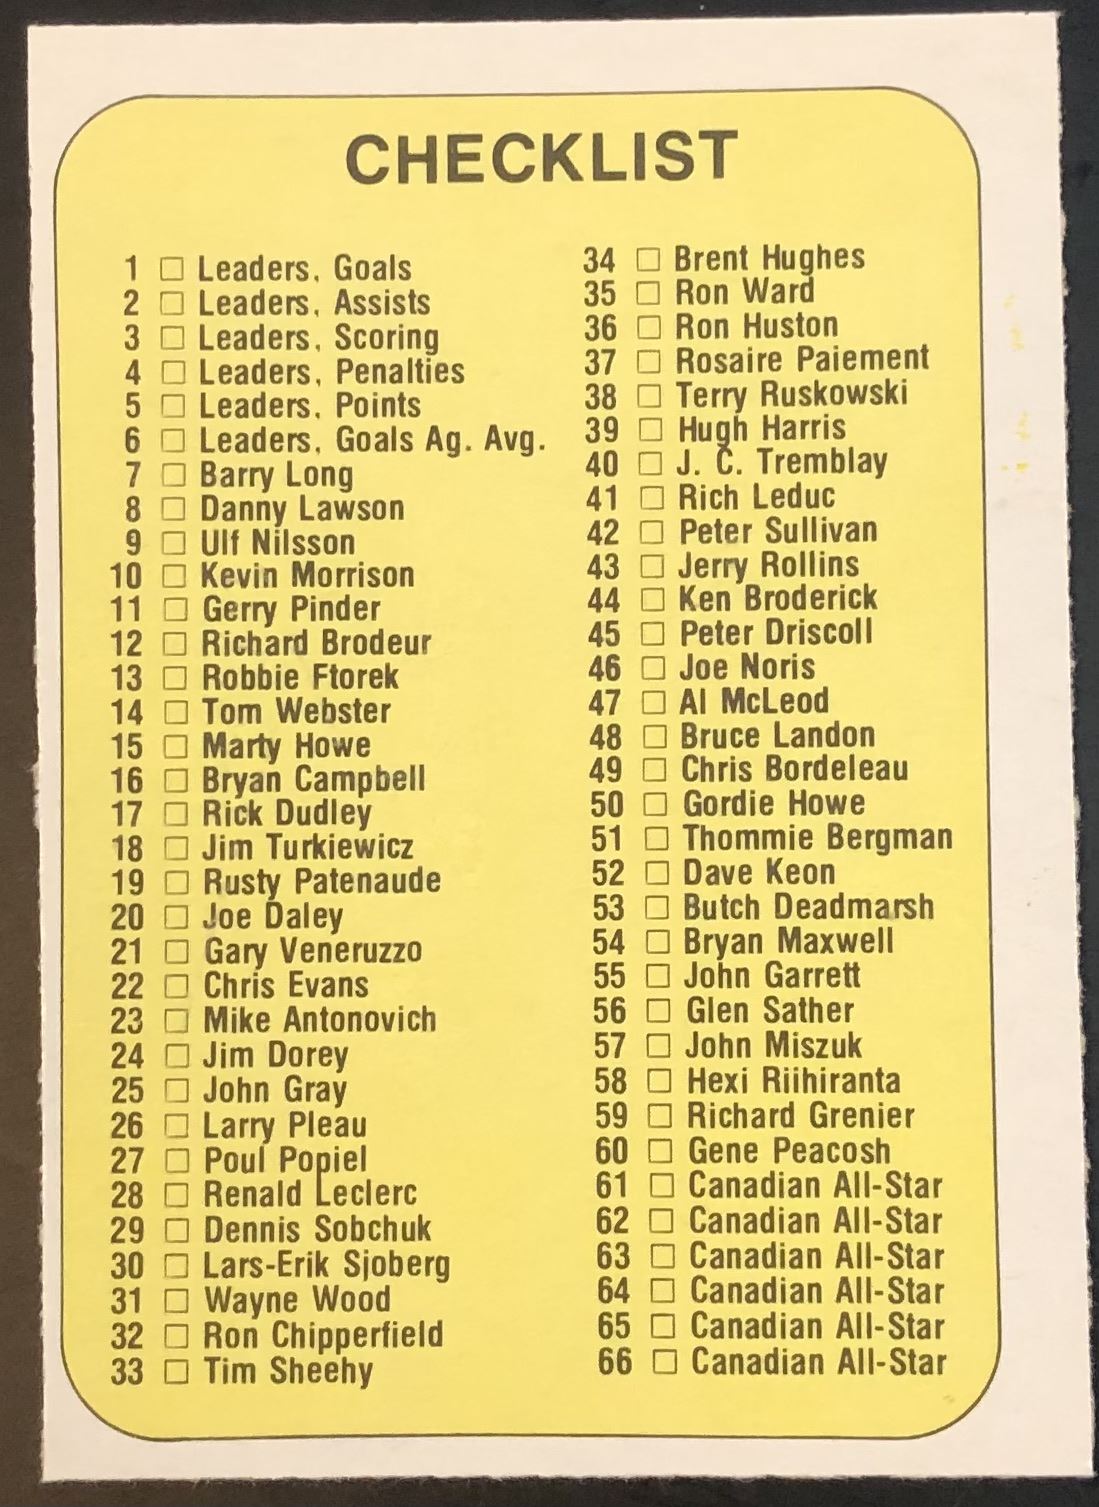 CHECKLIST
1 □ Leaders, Goals
2 □ Leaders, Assists
3 □ Leaders, Scoring
4 □ Leaders, Penalties
5 □ Leaders, Points
6 □ Leaders, Goals Ag. Avg.
7 □ Barry Long
8 □ Danny Lawson
9 □ Ulf Nilsson
10 □ Kevin Morrison
11 □ Gerry Pinder
12 □ Richard Brodeur
13 □ Robbie Ftorek
14 □ Tom Webster
15 □ Marty Howe
16 □ Bryan Campbell
17 □ Rick Dudley
18 □ Jim Turkiewicz
19 □ Rusty Patenaude
20 □ Joe Daley
21 □ Gary Veneruzzo
22 □ Chris Evans
23 □ Mike Antonovich
24 □ Jim Dorey
25 □ John Gray
26 □ Larry Pleau
27 □ Poul Popiel
28 □ Renald Leclerc
29 □ Dennis Sobchuk
30 □ Lars-Erik Sjoberg
31 □ Wayne Wood
32 □ Ron Chipperfield
33 □ Tim Sheehy
34 □ Brent Hughes
35 □ Ron Ward
36 □ Ron Huston
37 □ Rosaire Paiement
38 □ Terry Ruskowski
39 □ Hugh Harris
40 □ J. C. Tremblay
41 □ Rich Leduc
42 □ Peter Sullivan
43 □ Jerry Rollins
44 □ Ken Broderick
45 □ Peter Driscoll
46 □ Joe Noris
47 □ Al McLeod
48 □ Bruce Landon
49 □ Chris Bordeleau
50 □ Gordie Howe
51 □ Thommie Bergman
52 □ Dave Keon
53 □ Butch Deadmarsh
54 □ Bryan Maxwell
55 □ John Garrett
56 □ Glen Sather
57 □ John Miszuk
58 □ Hexi Riihiranta
59 □ Richard Grenier
60 □ Gene Peacosh
61 □ Canadian All-Star
62 □ Canadian All-Star
63 □ Canadian All-Star
64 □ Canadian All-Star
65 □ Canadian All-Star
66 □ Canadian All-Star